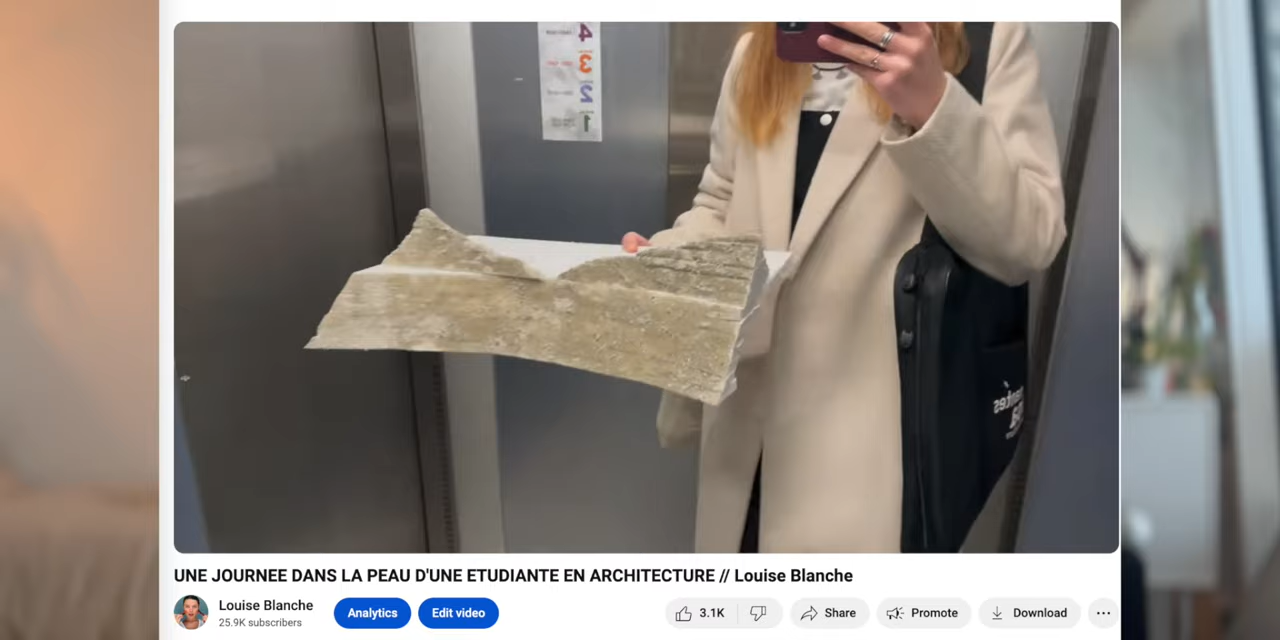 4
3
2
1
UNE JOURNEE DANS LA PEAU D'UNE ETUDIANTE EN ARCHITECTURE // Louise Blanche
Louise Blanche
25.9K subscribers
Analytics
Edit video
3.1K
Share
Promote
Download